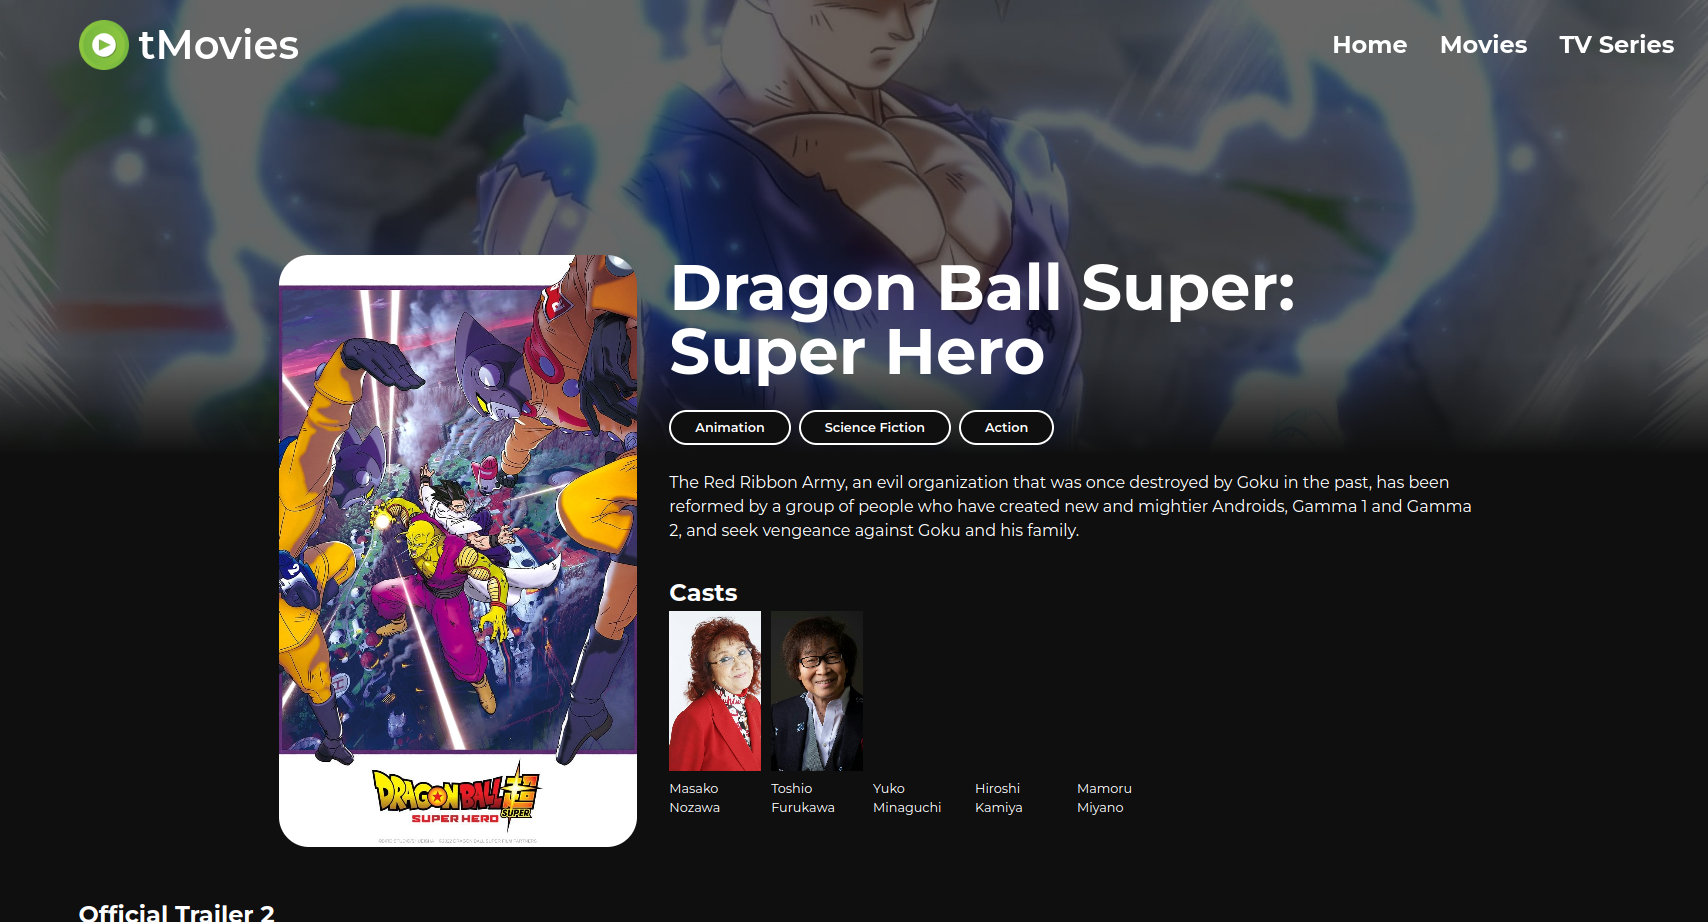 tMovies
Home
Movies
TV Series
Dragon Ball Super:
Super Hero
Animation
Science Fiction
Action
The Red Ribbon Army, an evil organization that was once destroyed by Goku in the past, has been
reformed by a group of people who have created new and mightier Androids, Gamma 1 and Gamma
2, and seek vengeance against Goku and his family.
Casts
Masako
Nozawa
Toshio
Furukawa
Yuko
Minaguchi
Hiroshi
Kamiya
Mamoru
Miyano
2
DRAGON BALL 超
SUPER
SUPER HERO
Official Trailer 2